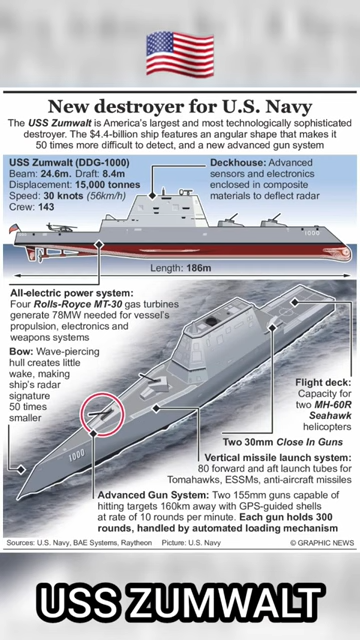 New destroyer for U.S. Navy
The USS Zumwalt is America's largest and most technologically sophisticated
destroyer. The $4.4-billion ship features an angular shape that makes it
50 times more difficult to detect, and a new advanced gun system
USS Zumwalt (DDG-1000)
Beam: 24.6m. Draft: 8.4m
Displacement: 15,000 tonnes
Speed: 30 knots (56km/h)
Crew: 143
Deckhouse: Advanced
sensors and electronics
enclosed in composite
materials to deflect radar
1000
Length: 186m
All-electric power system:
Four Rolls-Royce MT-30 gas turbines
generate 78MW needed for vessel's
propulsion, electronics and
weapons systems
Bow: Wave-piercing
hull creates little
wake, making
ship's radar
signature
50 times
smaller
Flight deck:
Capacity for
two MH-60R
Seahawk
helicopters
Two 30mm Close In Guns
Vertical missile launch system:
80 forward and aft launch tubes for
Tomahawks, ESSMs, anti-aircraft missiles
1000
Advanced Gun System: Two 155mm guns capable of
hitting targets 160km away with GPS-guided shells
at rate of 10 rounds per minute. Each gun holds 300
rounds, handled by automated loading mechanism
Sources: U.S. Navy, BAE Systems, Raytheon
Picture: U.S. Navy
© GRAPHIC NEWS
USS ZUMWALT